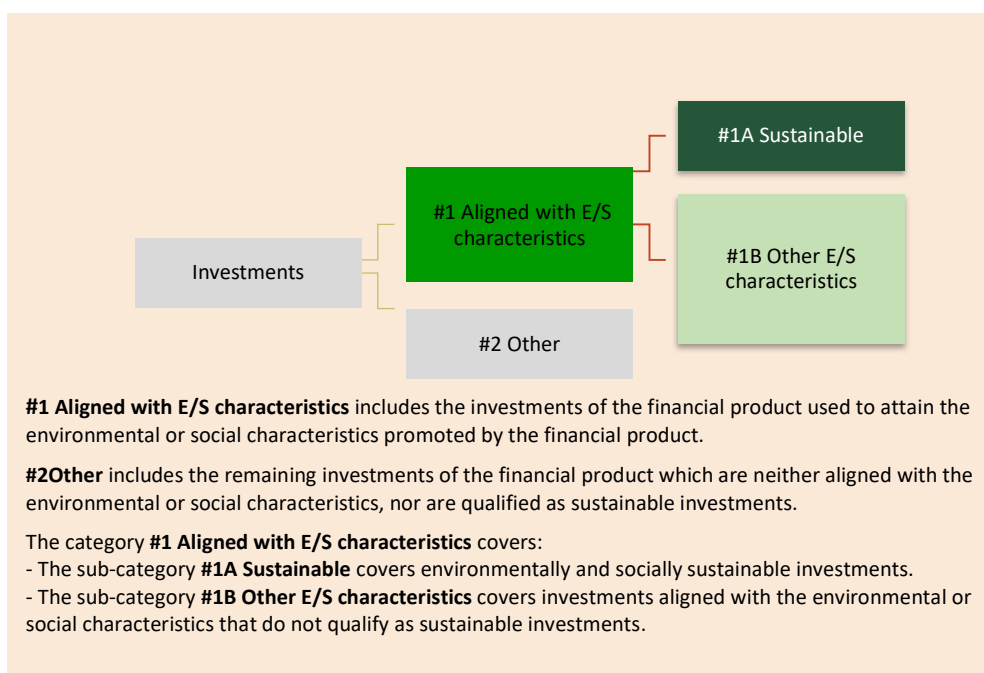 #1A Sustainable
#1 Aligned with E/S
characteristics
#1B Other E/S
characteristics
Investments
#2 Other
#1 Aligned with E/S characteristics includes the investments of the financial product used to attain the
environmental or social characteristics promoted by the financial product.
#2Other includes the remaining investments of the financial product which are neither aligned with the
environmental or social characteristics, nor are qualified as sustainable investments.
The category #1 Aligned with E/S characteristics covers:
- The sub-category #1A Sustainable covers environmentally and socially sustainable investments.
- The sub-category #1B Other E/S characteristics covers investments aligned with the environmental or
social characteristics that do not qualify as sustainable investments.